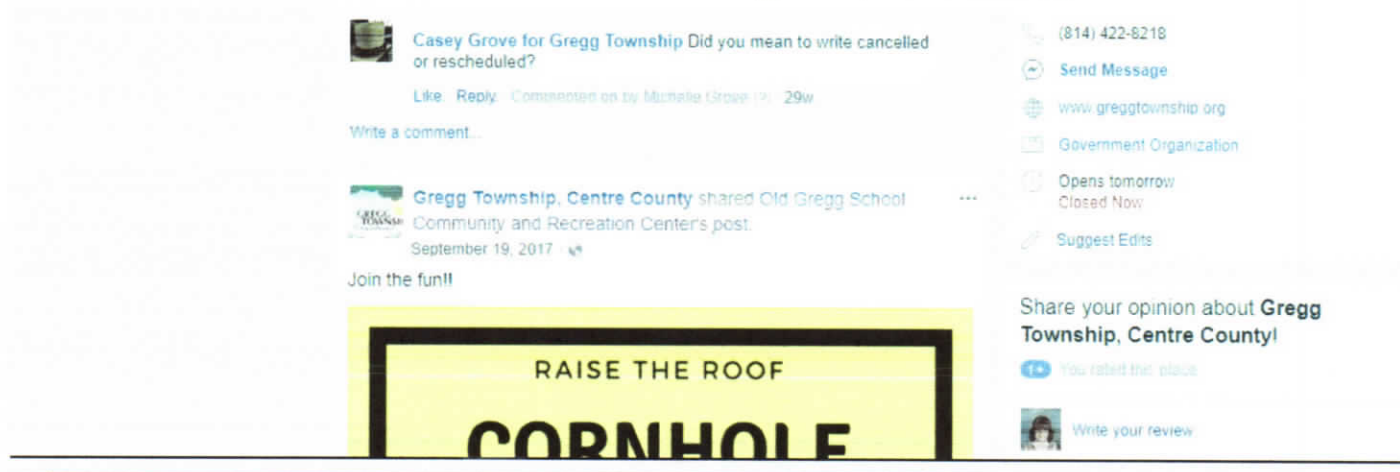 Casey Grove for Gregg Township Did you mean to write cancelled
or rescheduled?
Like Reply Commented on by Michelle Grove (?) 29w
Write a comment...
Gregg Township, Centre County shared Old Gregg School
Community and Recreation Center's post.
September 19, 2017
Join the fun!!
RAISE THE ROOF
CORNHOLE
(814) 422-8218
Send Message
www.greggtownship.org
Government Organization
Opens tomorrow
Closed Now
Suggest Edits
Share your opinion about Gregg
Township, Centre County!
You rated this place
Write your review